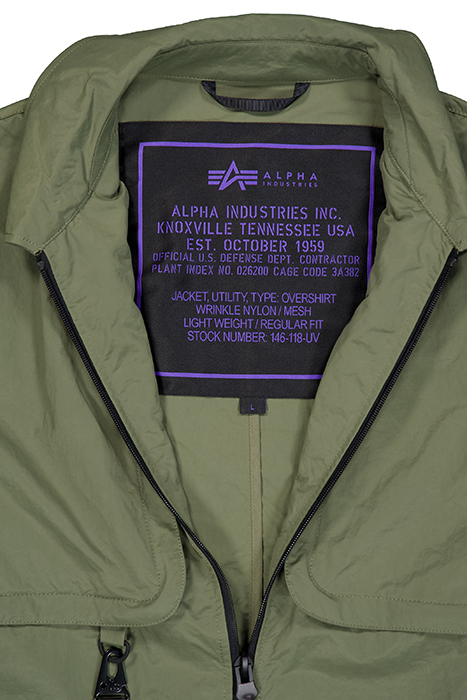 ALPHA
INDUSTRIES
ALPHA INDUSTRIES INC.
KNOXVILLE TENNESSEE USA
EST. OCTOBER 1959
OFFICIAL U.S. DEFENSE DEPT. CONTRACTOR
PLANT INDEX NO. 026200 CAGE CODE 3A382
JACKET, UTILITY, TYPE: OVERSHIRT
WRINKLE NYLON / MESH
LIGHT WEIGHT / REGULAR FIT
STOCK NUMBER: 146-118-UV
L